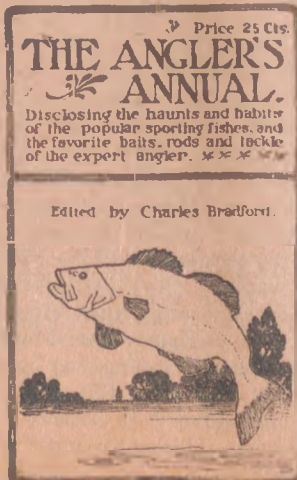 Price 25 Cts.
THE ANGLER'S
ANNUAL.
Disclosing the haunts and habits
of the popular sporting fishes, and
the favorite baits, rods and tackle
of the expert angler.
Edited by Charles Bradford.